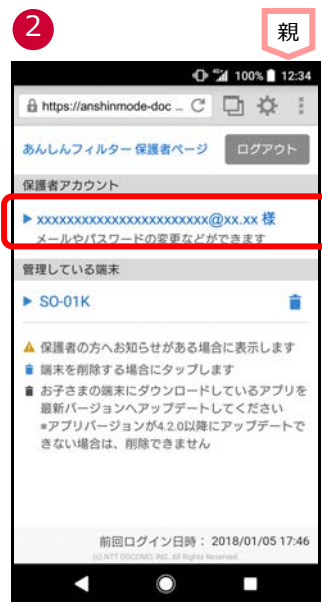 2
親
100% 12:34
https://anshinmode-doc ...
あんしんフィルター 保護者ページ
ログアウト
保護者アカウント
▶ xxxxxxxxxxxxxxxxxxxxxxxx@xx.xx 様
メールやパスワードの変更などができます
管理している端末
▶ SO-01K
保護者の方へお知らせがある場合に表示します
端末を削除する場合にタップします
お子さまの端末にダウンロードしているアプリを
最新バージョンへアップデートしてください
※アプリバージョンが4.2.0以降にアップデートで
きない場合は、削除できません
前回ログイン日時： 2018/01/05 17:46
(c) NTT DOCOMO, INC. All Rights Reserved.